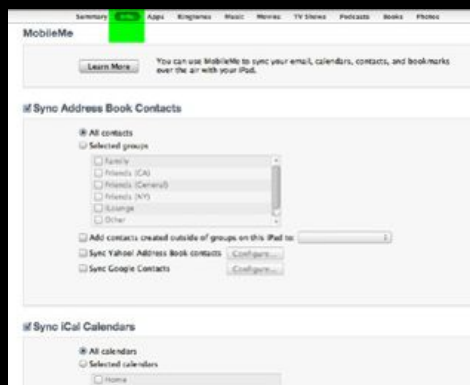 Summary Info Apps Ringtones Music Movies TV Shows Podcasts Books Photos
MobileMe
Learn More
You can use MobileMe to sync your email, calendars, contacts, and bookmarks
over the air with your iPad.
Sync Address Book Contacts
All contacts
Selected groups
Family
Friends (CA)
Friends (General)
Friends (NY)
iLounge
Other
Add contacts created outside of groups on this iPad to:
Sync Yahoo! Address Book contacts Configure...
Sync Google Contacts Configure...
Sync iCal Calendars
All calendars
Selected calendars
Home